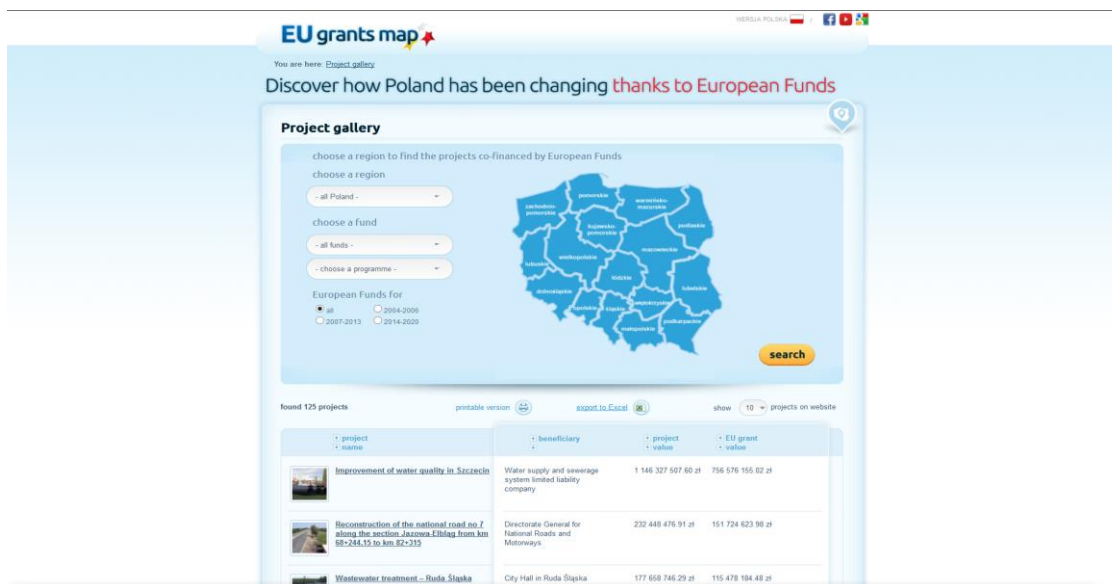 WERSJA POLSKA /
EU grants map
You are here: Project gallery
Discover how Poland has been changing thanks to European Funds
Project gallery
choose a region to find the projects co-financed by European Funds
choose a region
- all Poland -
choose a fund
- all funds -
- choose a programme -
European Funds for
all 2004-2006
2007-2013 2014-2020
zachodnio-
pomorskie
pomorskie
warmińsko-
mazurskie
kujawsko-
pomorskie
podlaskie
mazowieckie
wielkopolskie
lubuskie
łódzkie
dolnośląskie
lubelskie
opolskie
śląskie
świętokrzyskie
małopolskie
podkarpackie
search
found 125 projects printable version export to Excel show 10 projects on website
project beneficiary project EU grant
name value value
Improvement of water quality in Szczecin Water supply and sewerage 1 146 327 507.60 zł 756 576 155 02 zł
system limited liability
company
Reconstruction of the national road no 7 Directorate General for 232 448 476.91 zł 151 724 623.98 zł
along the section Jazowa-Elbląg from km National Roads and
68+244,15 to km 82+315 Motorways
Wastewater treatment – Ruda Śląska City Hall in Ruda Śląska 177 658 746.29 zł 115 478 184.48 zł